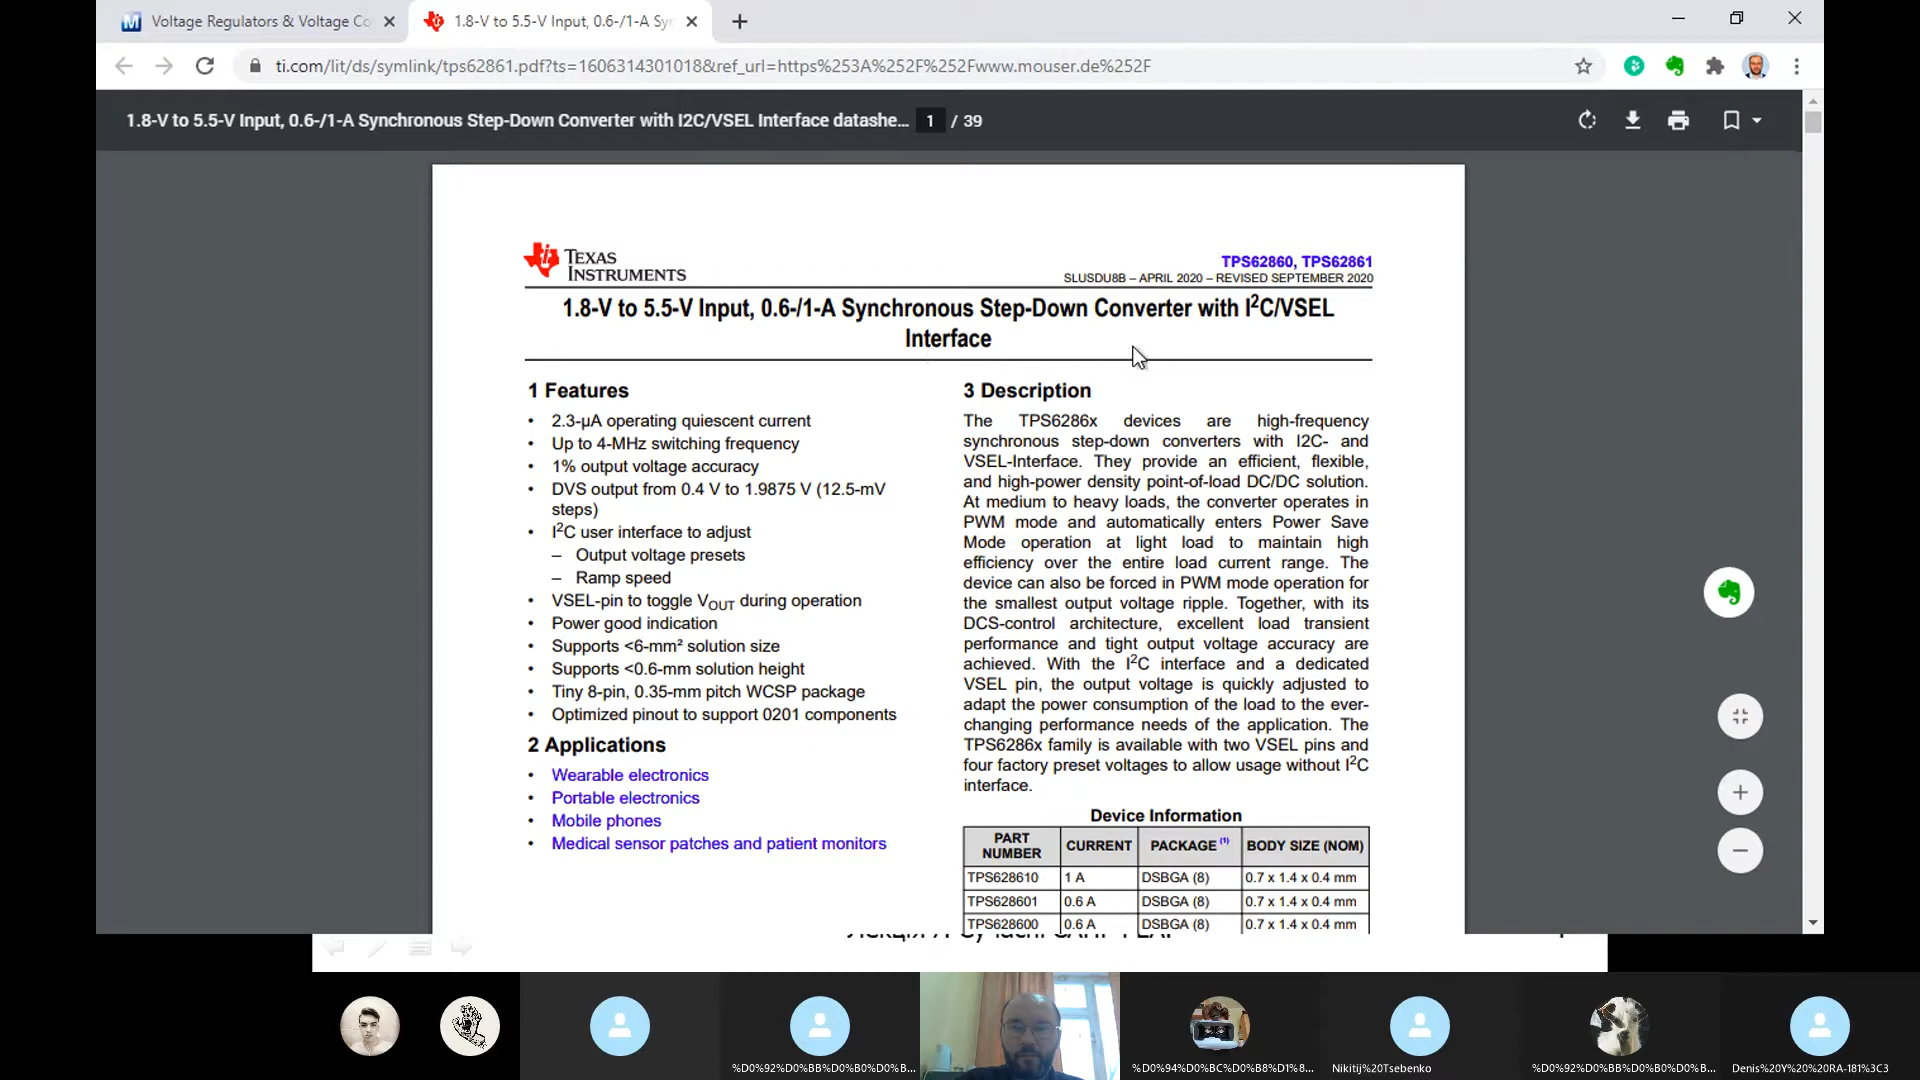 Voltage Regulators & Voltage Co
1.8-V to 5.5-V Input, 0.6-/1-A Syn
ti.com/lit/ds/symlink/tps62861.pdf?ts=1606314301018&ref_url=https%253A%252F%252Fwww.mouser.de%252F
1.8-V to 5.5-V Input, 0.6-/1-A Synchronous Step-Down Converter with I2C/VSEL Interface datashe... 1 / 39
TEXAS
INSTRUMENTS
TPS62860, TPS62861
SLUSDU8B – APRIL 2020 – REVISED SEPTEMBER 2020
1.8-V to 5.5-V Input, 0.6-/1-A Synchronous Step-Down Converter with I²C/VSEL
Interface
1 Features
• 2.3-µA operating quiescent current
• Up to 4-MHz switching frequency
• 1% output voltage accuracy
• DVS output from 0.4 V to 1.9875 V (12.5-mV
steps)
• I²C user interface to adjust
– Output voltage presets
– Ramp speed
• VSEL-pin to toggle VOUT during operation
• Power good indication
• Supports <6-mm² solution size
• Supports <0.6-mm solution height
• Tiny 8-pin, 0.35-mm pitch WCSP package
• Optimized pinout to support 0201 components
2 Applications
• Wearable electronics
• Portable electronics
• Mobile phones
• Medical sensor patches and patient monitors
3 Description
The TPS6286x devices are high-frequency
synchronous step-down converters with I2C- and
VSEL-Interface. They provide an efficient, flexible,
and high-power density point-of-load DC/DC solution.
At medium to heavy loads, the converter operates in
PWM mode and automatically enters Power Save
Mode operation at light load to maintain high
efficiency over the entire load current range. The
device can also be forced in PWM mode operation for
the smallest output voltage ripple. Together, with its
DCS-control architecture, excellent load transient
performance and tight output voltage accuracy are
achieved. With the I²C interface and a dedicated
VSEL pin, the output voltage is quickly adjusted to
adapt the power consumption of the load to the ever-
changing performance needs of the application. The
TPS6286x family is available with two VSEL pins and
four factory preset voltages to allow usage without I²C
interface.
Device Information
PART NUMBER CURRENT PACKAGE (1) BODY SIZE (NOM)
TPS628610 1 A DSBGA (8) 0.7 x 1.4 x 0.4 mm
TPS628601 0.6 A DSBGA (8) 0.7 x 1.4 x 0.4 mm
TPS628600 0.6 A DSBGA (8) 0.7 x 1.4 x 0.4 mm
%D0%92%D0%BB%D0%B0%D0%B...
%D0%94%D0%BC%D0%B8%D1%8...
Nikitij%20Tsebenko
%D0%92%D0%BB%D0%B0%D0%B...
Denis%20Y%20RA-181%3C3